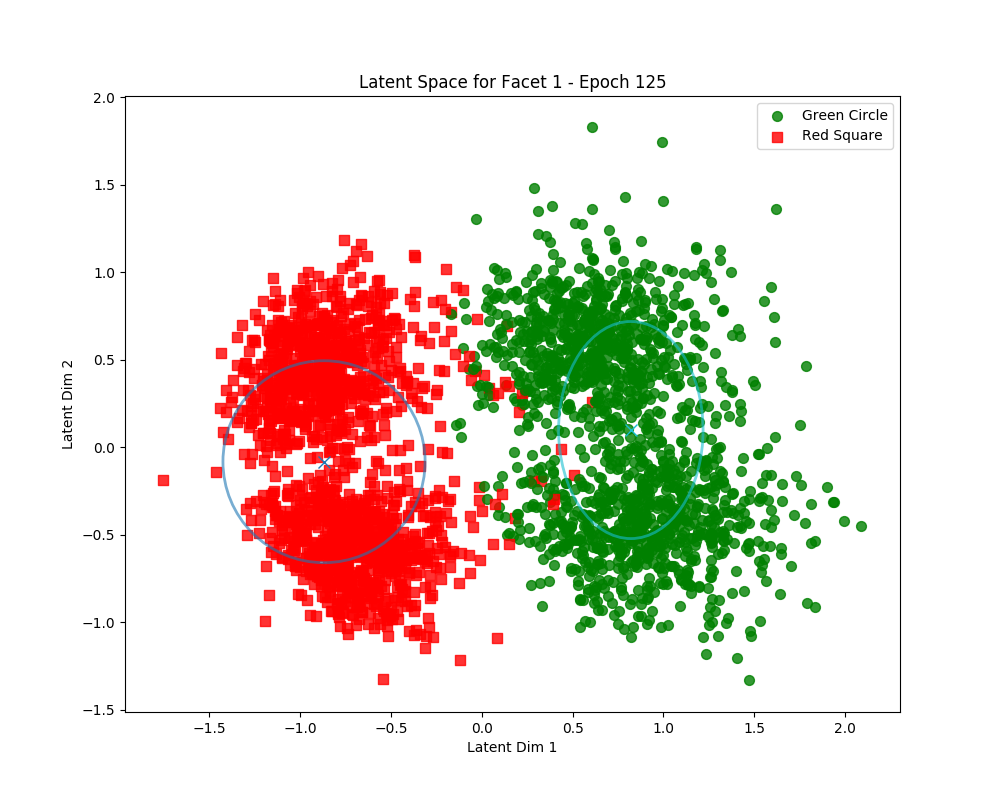 Latent Space for Facet 1 - Epoch 125
Green Circle
Red Square
2.0
1.5
1.0
0.5
0.0
−0.5
−1.0
−1.5
Latent Dim 2
−1.5 −1.0 −0.5 0.0 0.5 1.0 1.5 2.0
Latent Dim 1